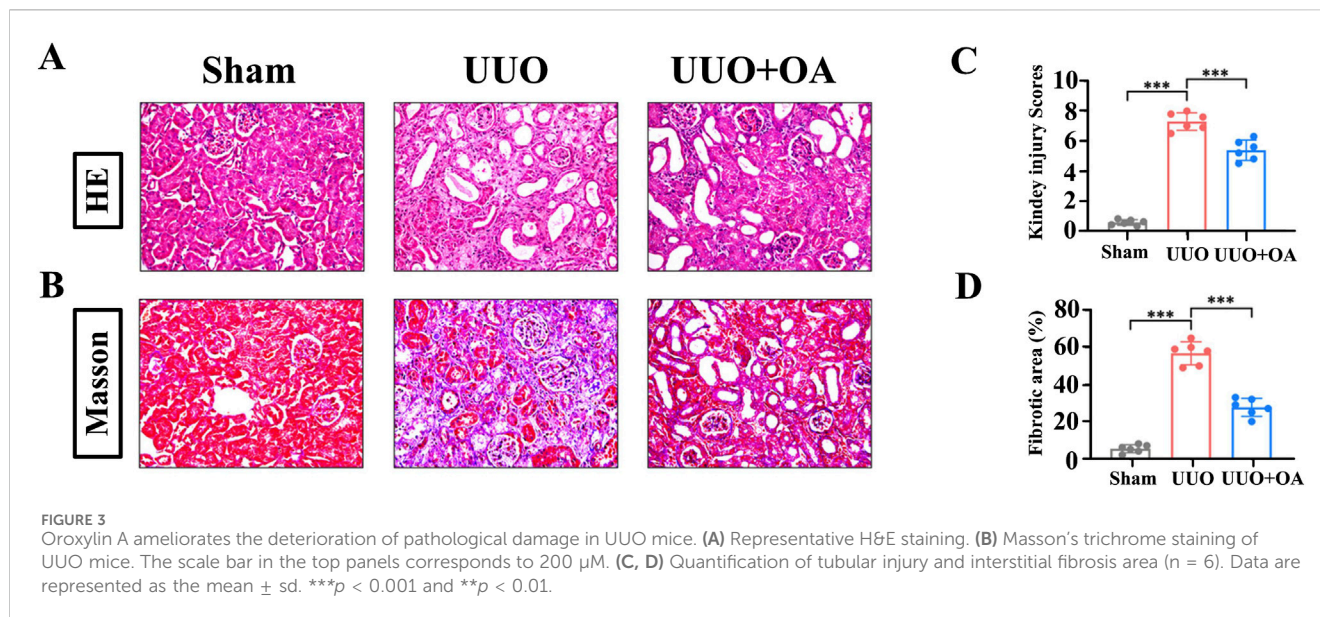 A
Sham
UUO
UUO+OA
HE
B
Masson
C
Kindey injury Scores
10
8
6
4
2
0
***
***
Sham
UUO
UUO+OA
D
Fibrotic area (%)
80
60
40
20
0
***
***
Sham
UUO
UUO+OA
FIGURE 3
Oroxylin A ameliorates the deterioration of pathological damage in UUO mice. (A) Representative H&E staining. (B) Masson's trichrome staining of
UUO mice. The scale bar in the top panels corresponds to 200 μM. (C, D) Quantification of tubular injury and interstitial fibrosis area (n = 6). Data are
represented as the mean ± sd. ***p < 0.001 and **p < 0.01.